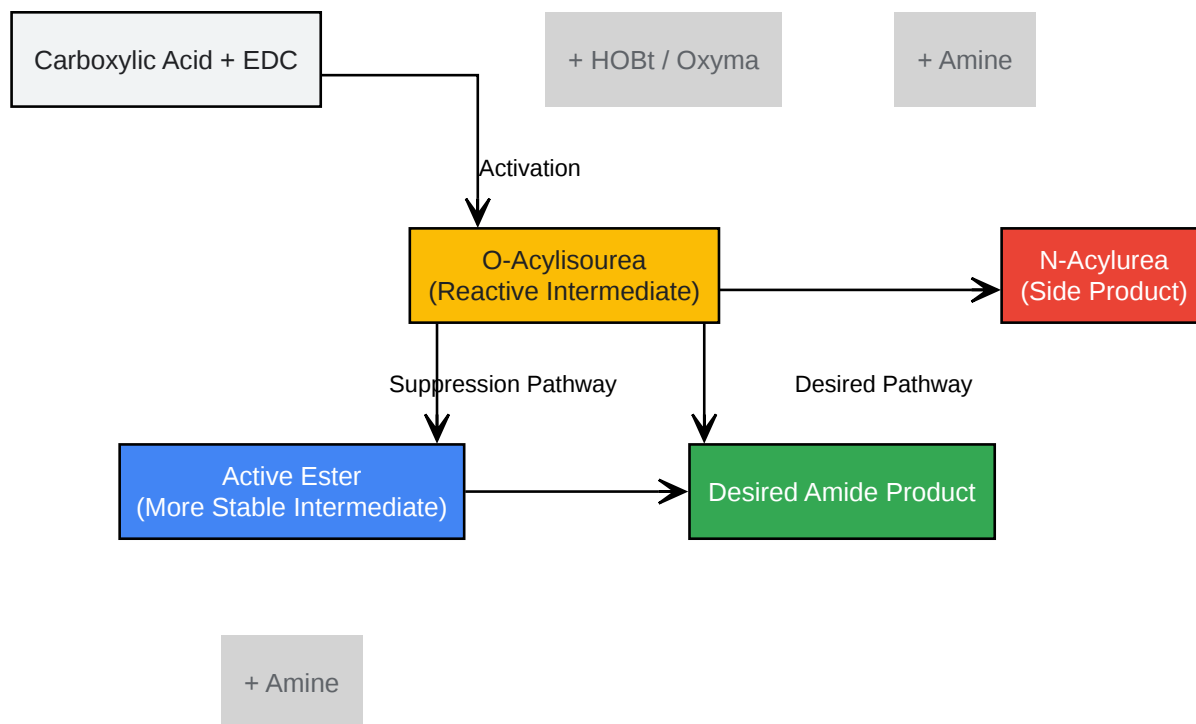 Carboxylic Acid + EDC
+ HOBt / Oxyma
+ Amine
Activation
O-Acylisourea
(Reactive Intermediate)
N-Acylurea
(Side Product)
Suppression Pathway
Desired Pathway
Active Ester
(More Stable Intermediate)
Desired Amide Product
+ Amine